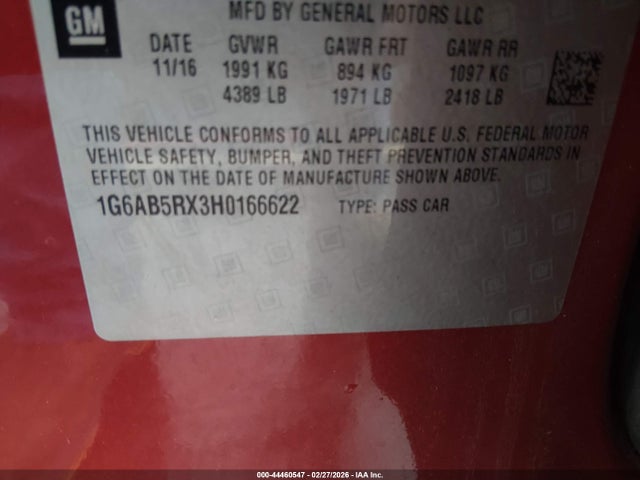 GM
MFD BY GENERAL MOTORS LLC
DATE GVWR GAWR FRT GAWR RR
11/16 1991 KG 894 KG 1097 KG
4389 LB 1971 LB 2418 LB
THIS VEHICLE CONFORMS TO ALL APPLICABLE U.S. FEDERAL MOTOR
VEHICLE SAFETY, BUMPER, AND THEFT PREVENTION STANDARDS IN
EFFECT ON THE DATE OF MANUFACTURE SHOWN ABOVE.
1G6AB5RX3H0166622 TYPE: PASS CAR
000-44460547 - 02/27/2026 - IAA Inc.